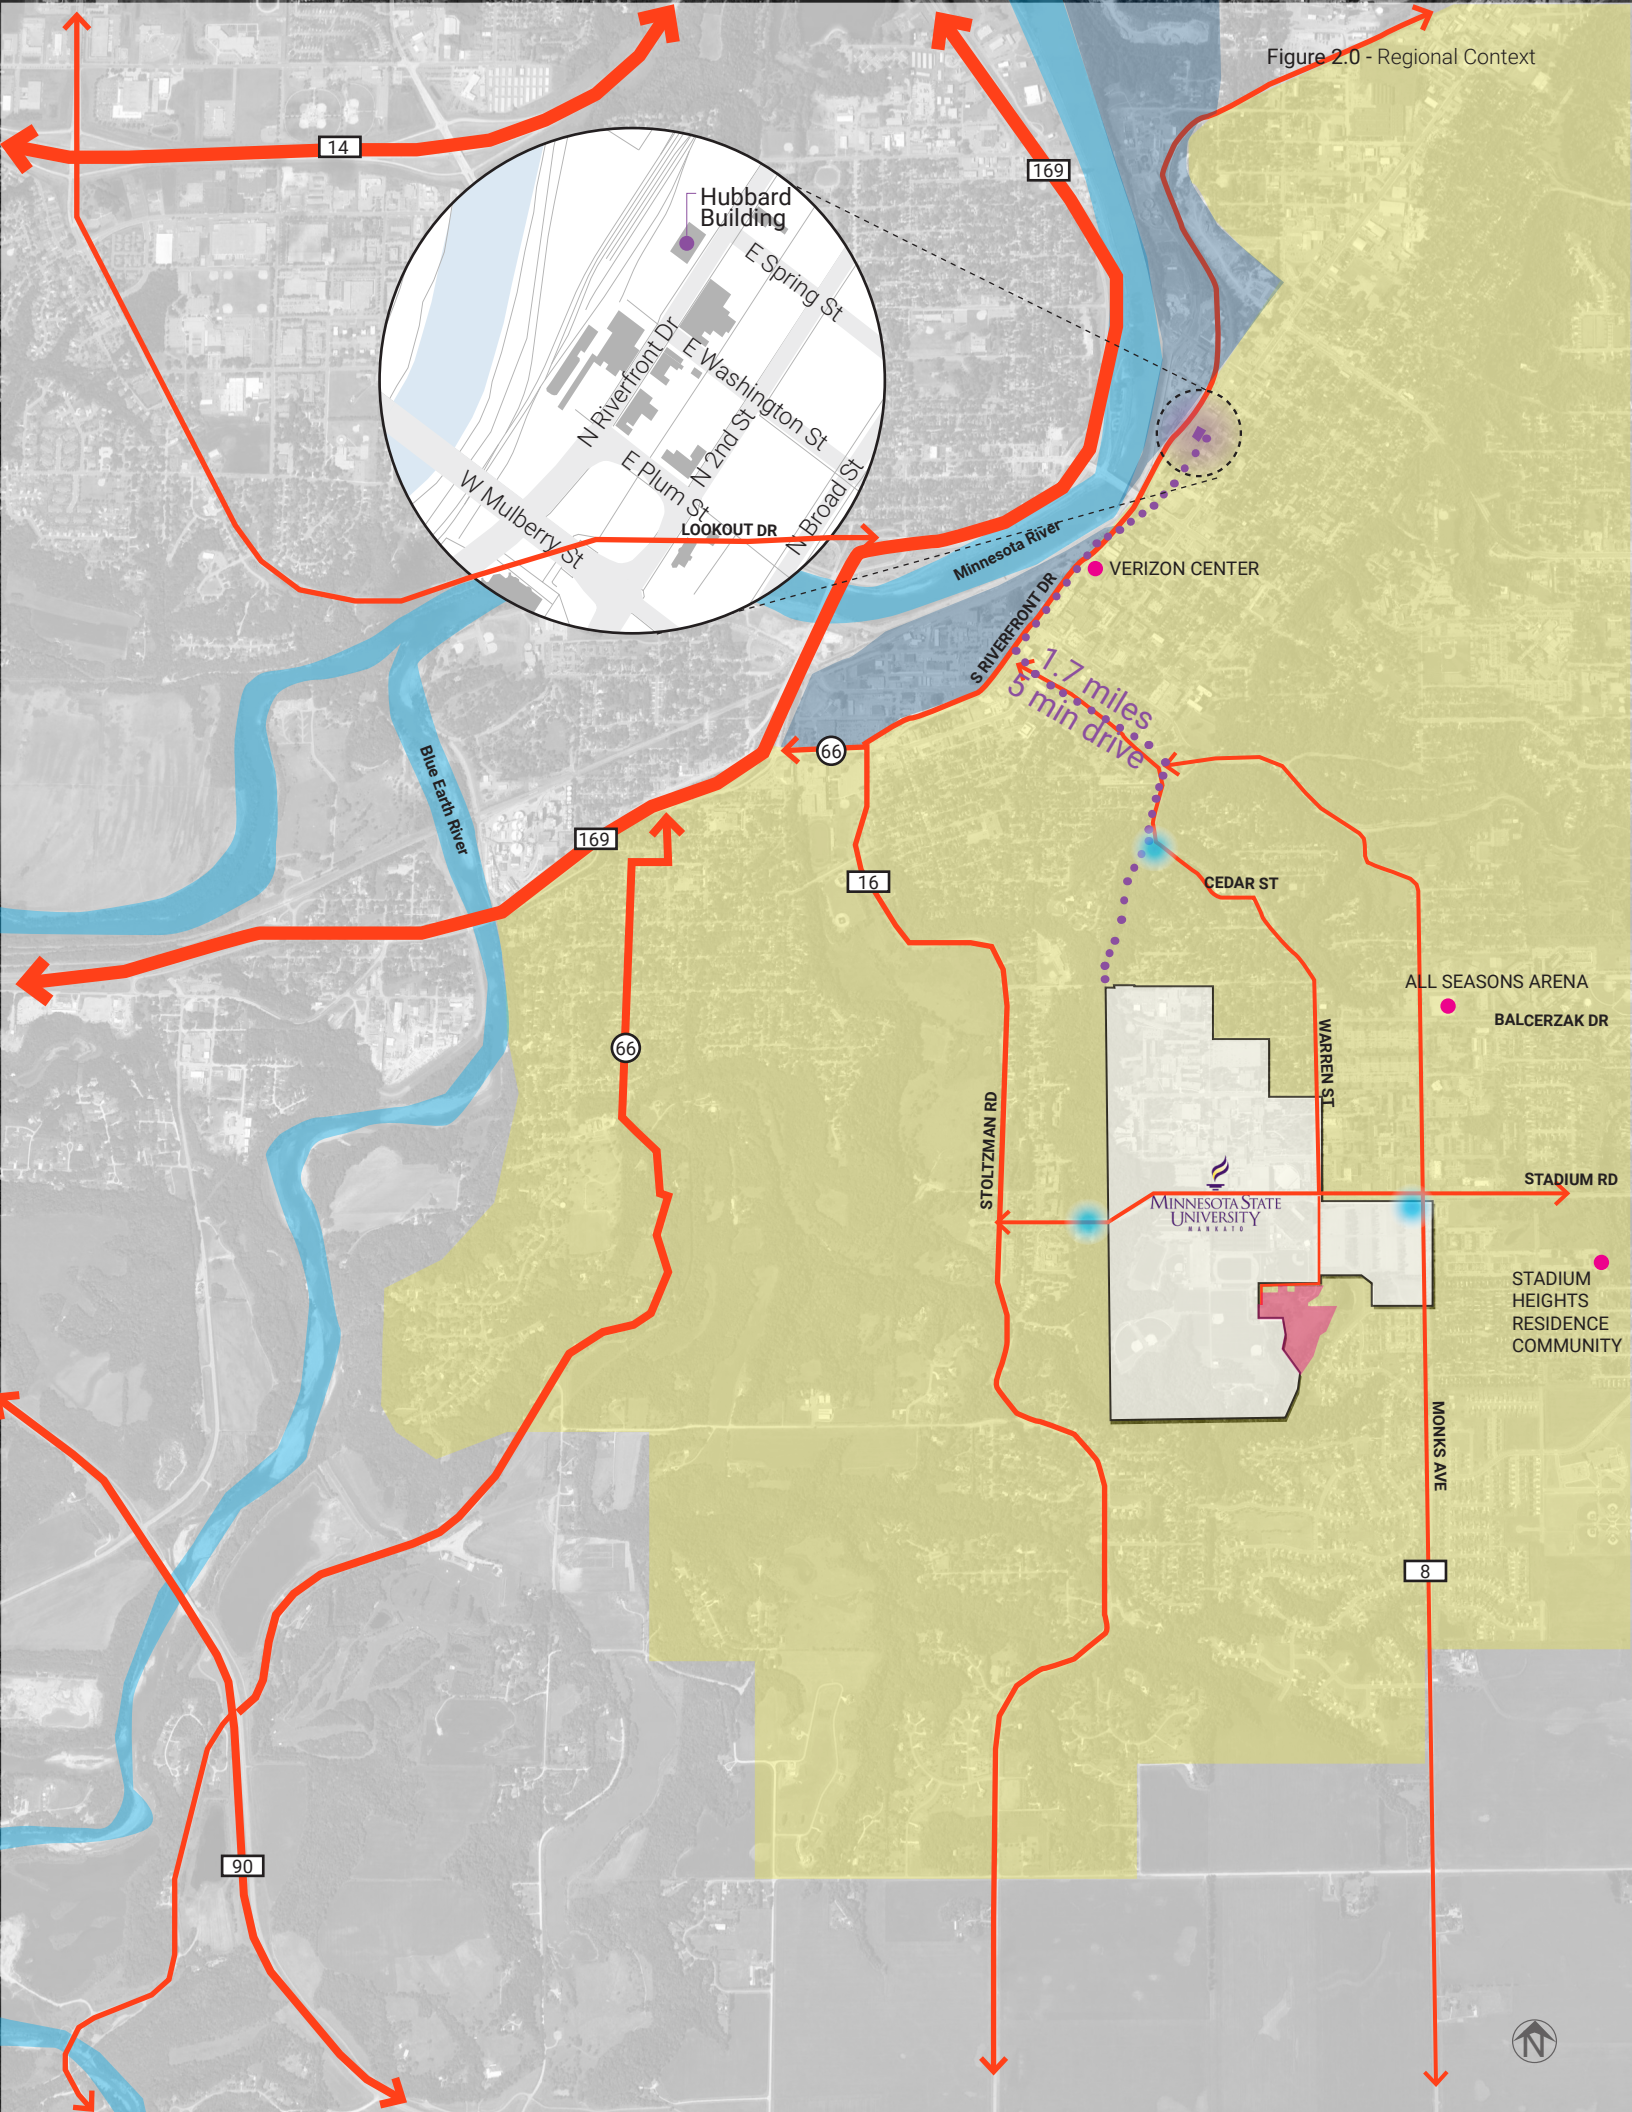 Figure 2.0 - Regional Context
14
169
Hubbard
Building
E Spring St
N Riverfront Dr
E Washington St
N 2nd St
E Plum St
N Broad St
W Mulberry St
LOOKOUT DR
Minnesota River
VERIZON CENTER
S RIVERFRONT DR
1.7 miles
5 min drive
66
Blue Earth River
169
16
CEDAR ST
ALL SEASONS ARENA
BALCERZAK DR
WARREN ST
66
STOLTZMAN RD
STADIUM RD
MINNESOTA STATE
UNIVERSITY
MANKATO
STADIUM
HEIGHTS
RESIDENCE
COMMUNITY
MONKS AVE
8
90
N